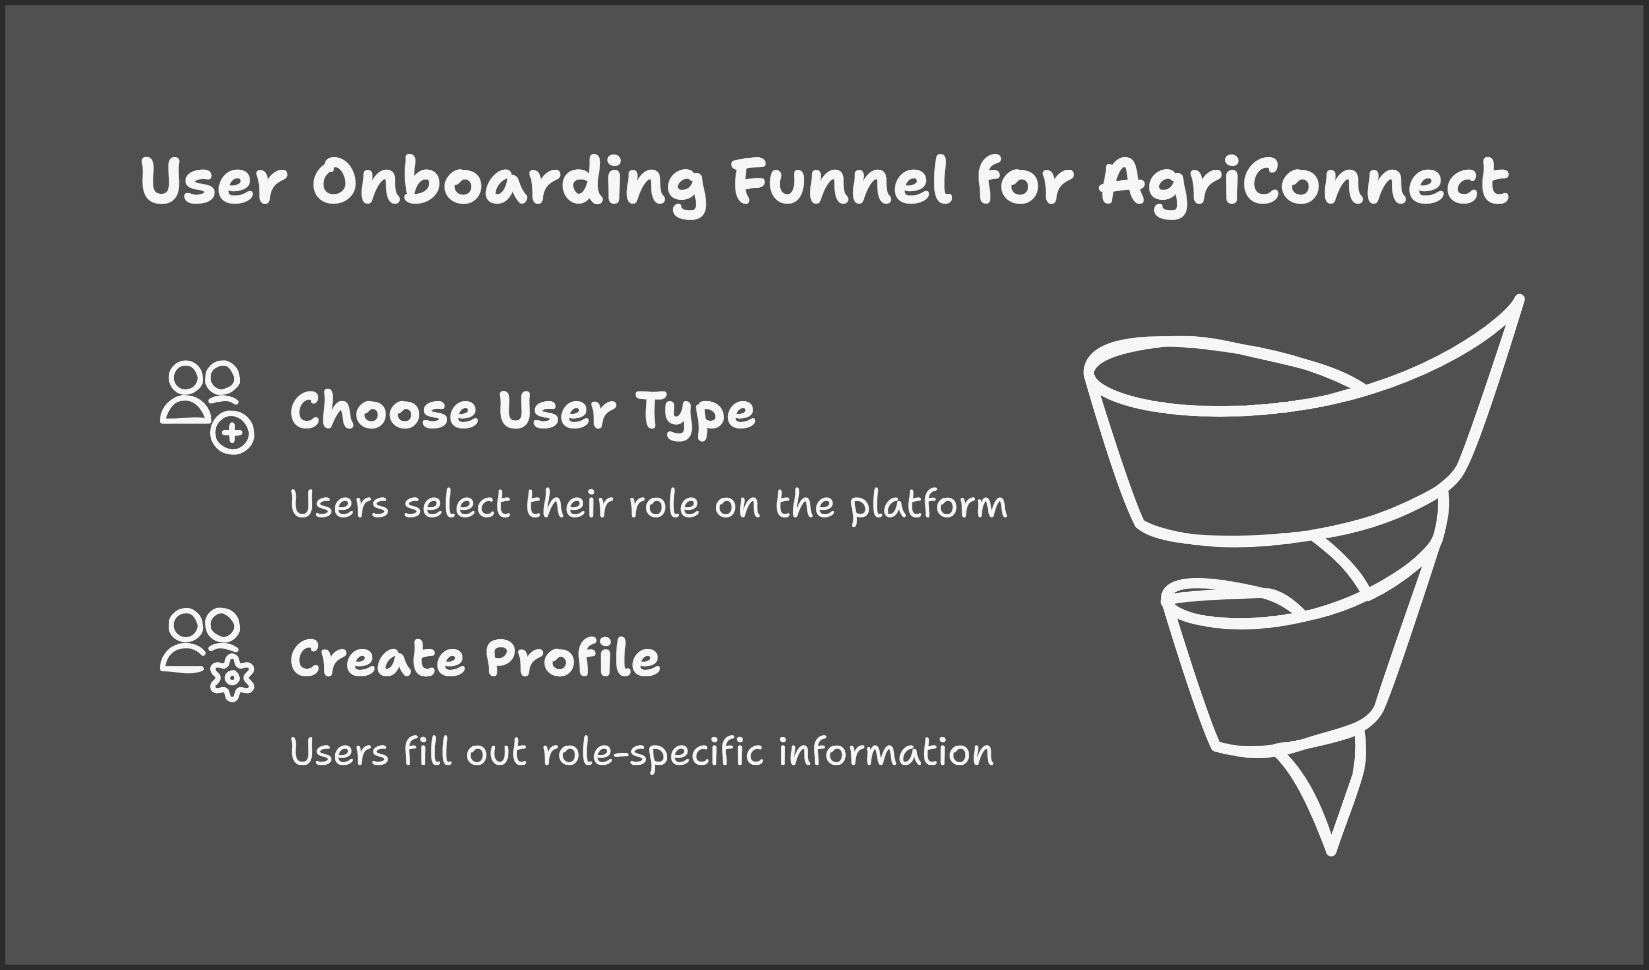 User Onboarding Funnel for AgriConnect
Choose User Type
Users select their role on the platform
Create Profile
Users fill out role-specific information